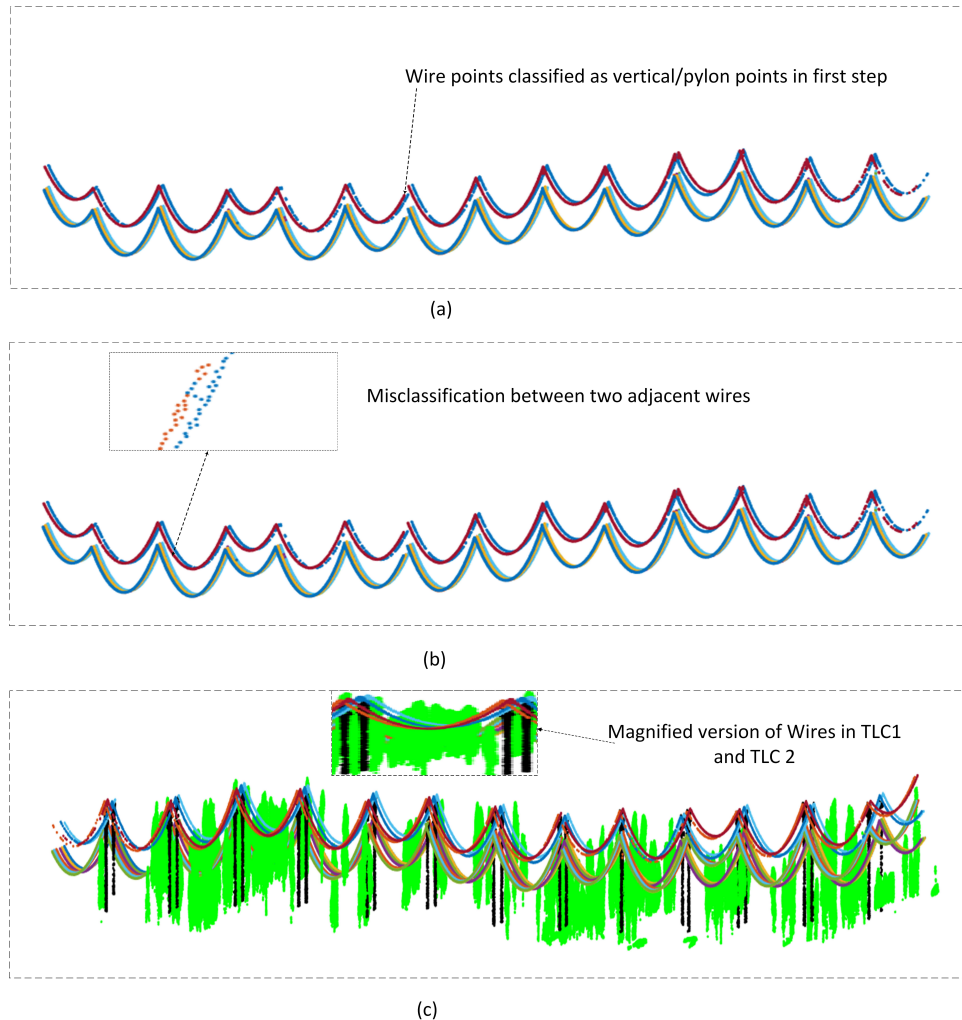 Wire points classified as vertical/pylon points in first step
(a)
Misclassification between two adjacent wires
(b)
Magnified version of Wires in TLC1
and TLC 2
(c)